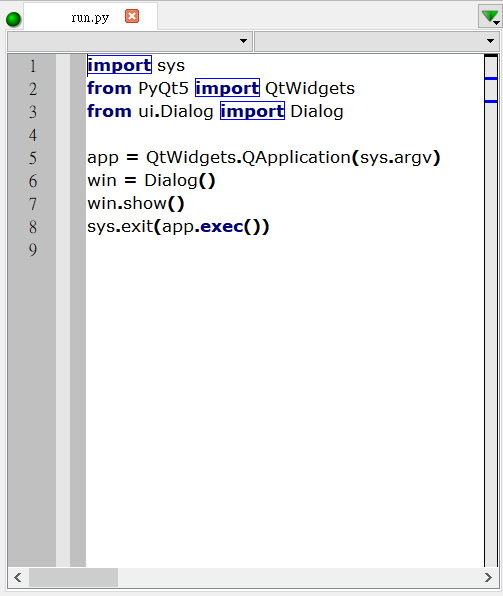 run.py
1 import sys
2 from PyQt5 import QtWidgets
3 from ui.Dialog import Dialog
4
5 app = QtWidgets.QApplication(sys.argv)
6 win = Dialog()
7 win.show()
8 sys.exit(app.exec())
9